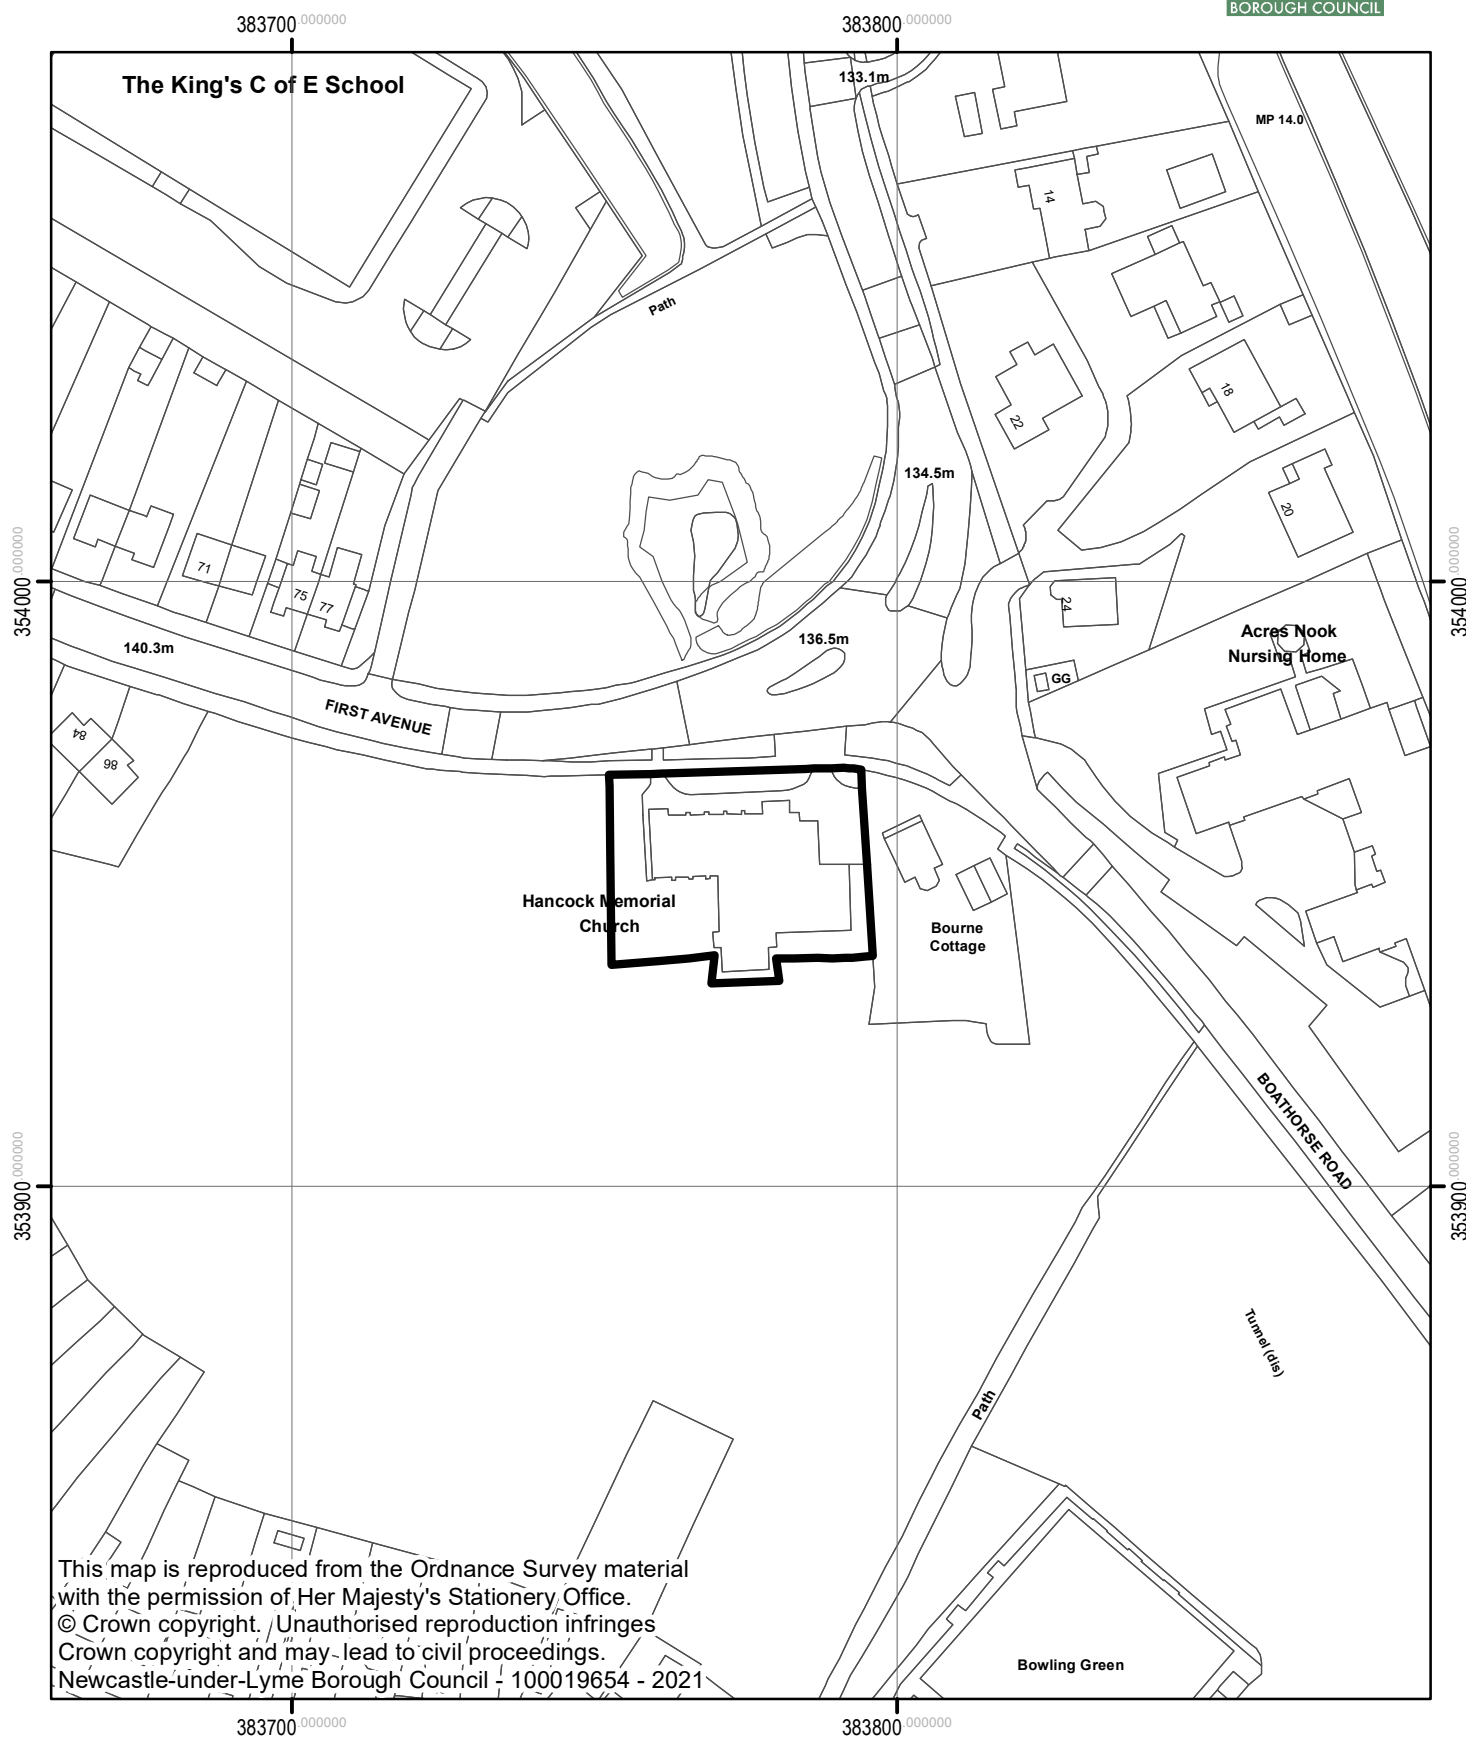 BOROUGH COUNCIL
383700.000000
383800.000000
The King's C of E School
133.1m
MP 14.0
14
Path
18
22
134.5m
20
354000.000000
354000.000000
71
75
77
24
140.3m
136.5m
Acres Nook
Nursing Home
GG
FIRST AVENUE
84
86
Hancock Memorial
Church
Bourne
Cottage
BOATHORSE ROAD
353900.000000
353900.000000
Tunnel (dis)
Path
This map is reproduced from the Ordnance Survey material
with the permission of Her Majesty's Stationery Office.
© Crown copyright. Unauthorised reproduction infringes
Crown copyright and may lead to civil proceedings.
Newcastle-under-Lyme Borough Council - 100019654 - 2021
Bowling Green
383700.000000
383800.000000